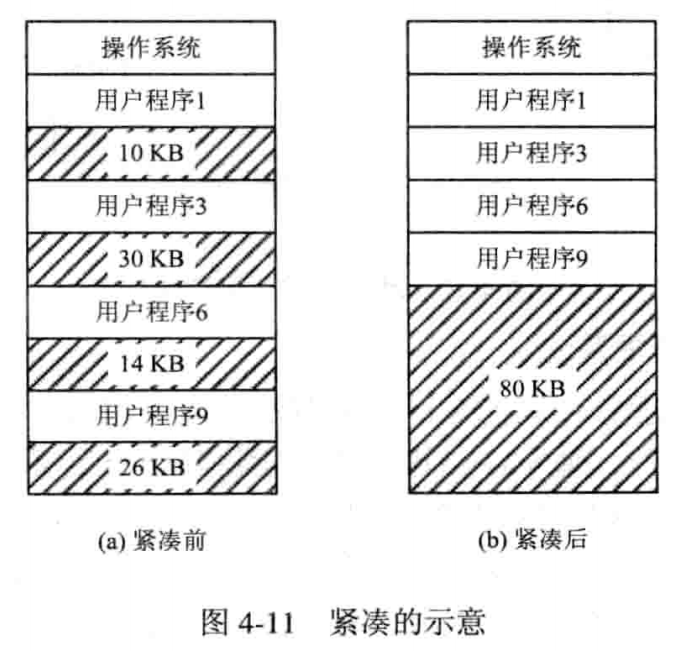 操作系统
用户程序1
10 KB
用户程序3
30 KB
用户程序6
14 KB
用户程序9
26 KB
(a) 紧凑前
操作系统
用户程序1
用户程序3
用户程序6
用户程序9
80 KB
(b) 紧凑后
图 4-11 紧凑的示意